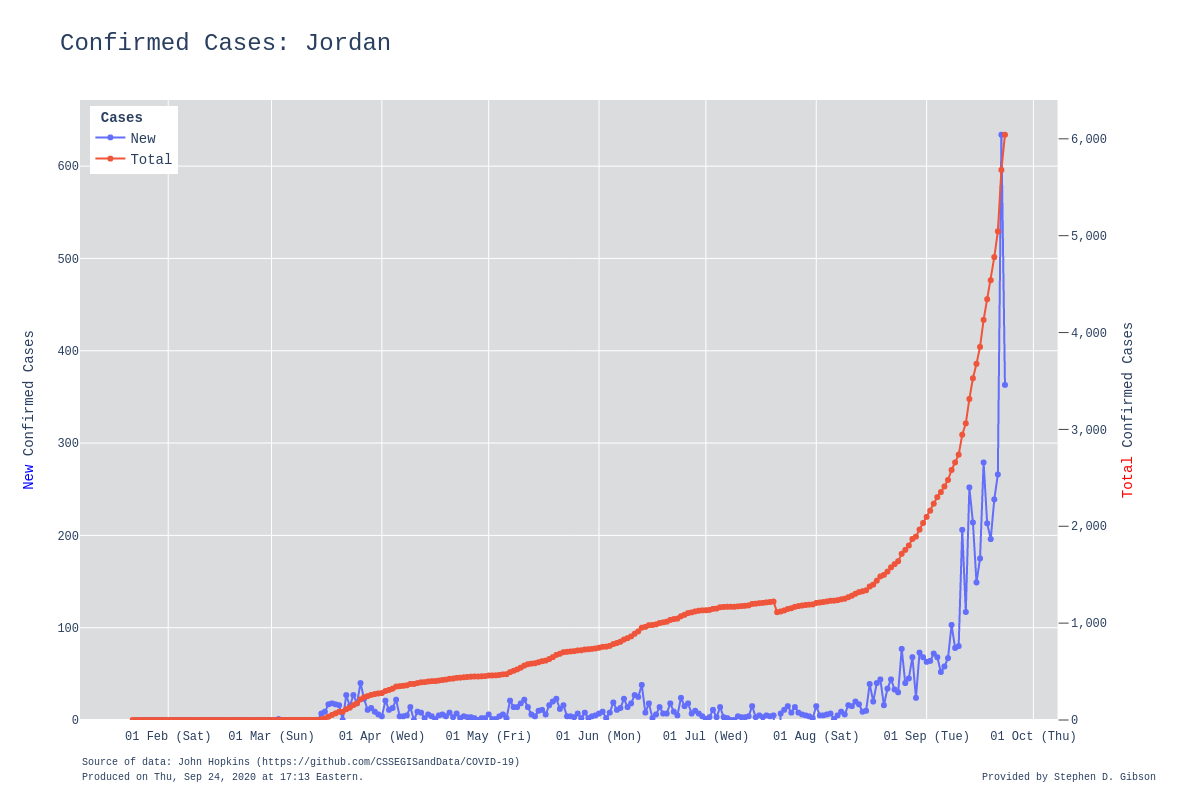 Confirmed Cases: Jordan
Cases
New
Total
600
500
400
300
200
100
0
6,000
5,000
4,000
3,000
2,000
1,000
0
New Confirmed Cases
Total Confirmed Cases
01 Feb (Sat)
01 Mar (Sun)
01 Apr (Wed)
01 May (Fri)
01 Jun (Mon)
01 Jul (Wed)
01 Aug (Sat)
01 Sep (Tue)
01 Oct (Thu)
Source of data: John Hopkins (https://github.com/CSSEGISandData/COVID-19)
Produced on Thu, Sep 24, 2020 at 17:13 Eastern.
Provided by Stephen D. Gibson